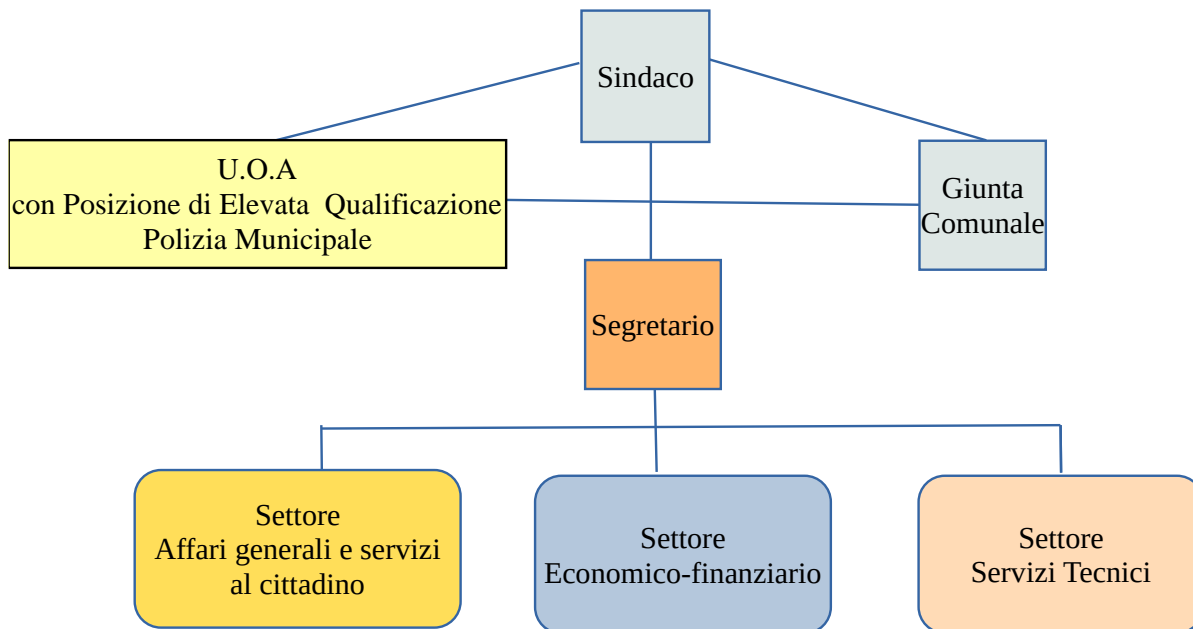 Sindaco
U.O.A
con Posizione di Elevata Qualificazione
Polizia Municipale
Giunta
Comunale
Segretario
Settore
Affari generali e servizi
al cittadino
Settore
Economico-finanziario
Settore
Servizi Tecnici